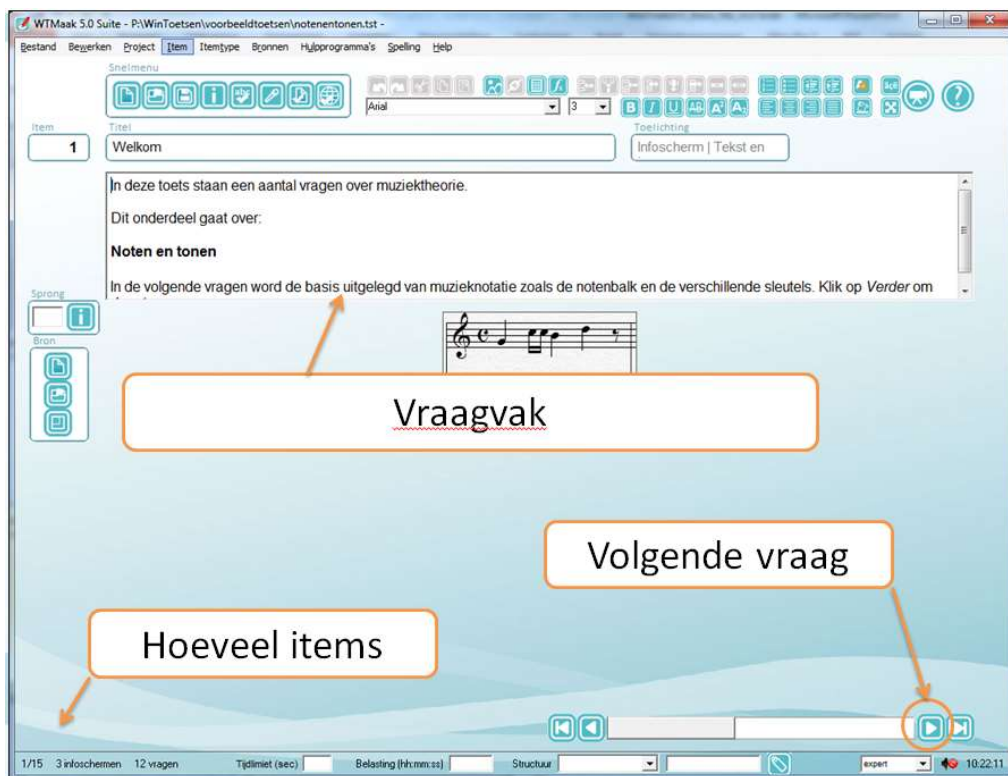 WTMaak 5.0 Suite - P:\WinToetsen\voorbeeldtoetsen\notenentonen.tst -
Bestand Bewerken Project Item Itemtype Bronnen Hulpprogramma's Spelling Help
Snelmenu
Arial 3
Item Titel Toelichting
1 Welkom Infoscherm | Tekst en
In deze toets staan een aantal vragen over muziektheorie.
Dit onderdeel gaat over:
Noten en tonen
In de volgende vragen word de basis uitgelegd van muzieknotatie zoals de notenbalk en de verschillende sleutels. Klik op Verder om
Sprong
Bron
Vraagvak
Volgende vraag
Hoeveel items
1/15 3 infoschermen 12 vragen Tijdlimiet (sec) Belasting (hh:mm:ss) Structuur expert 10:22:11